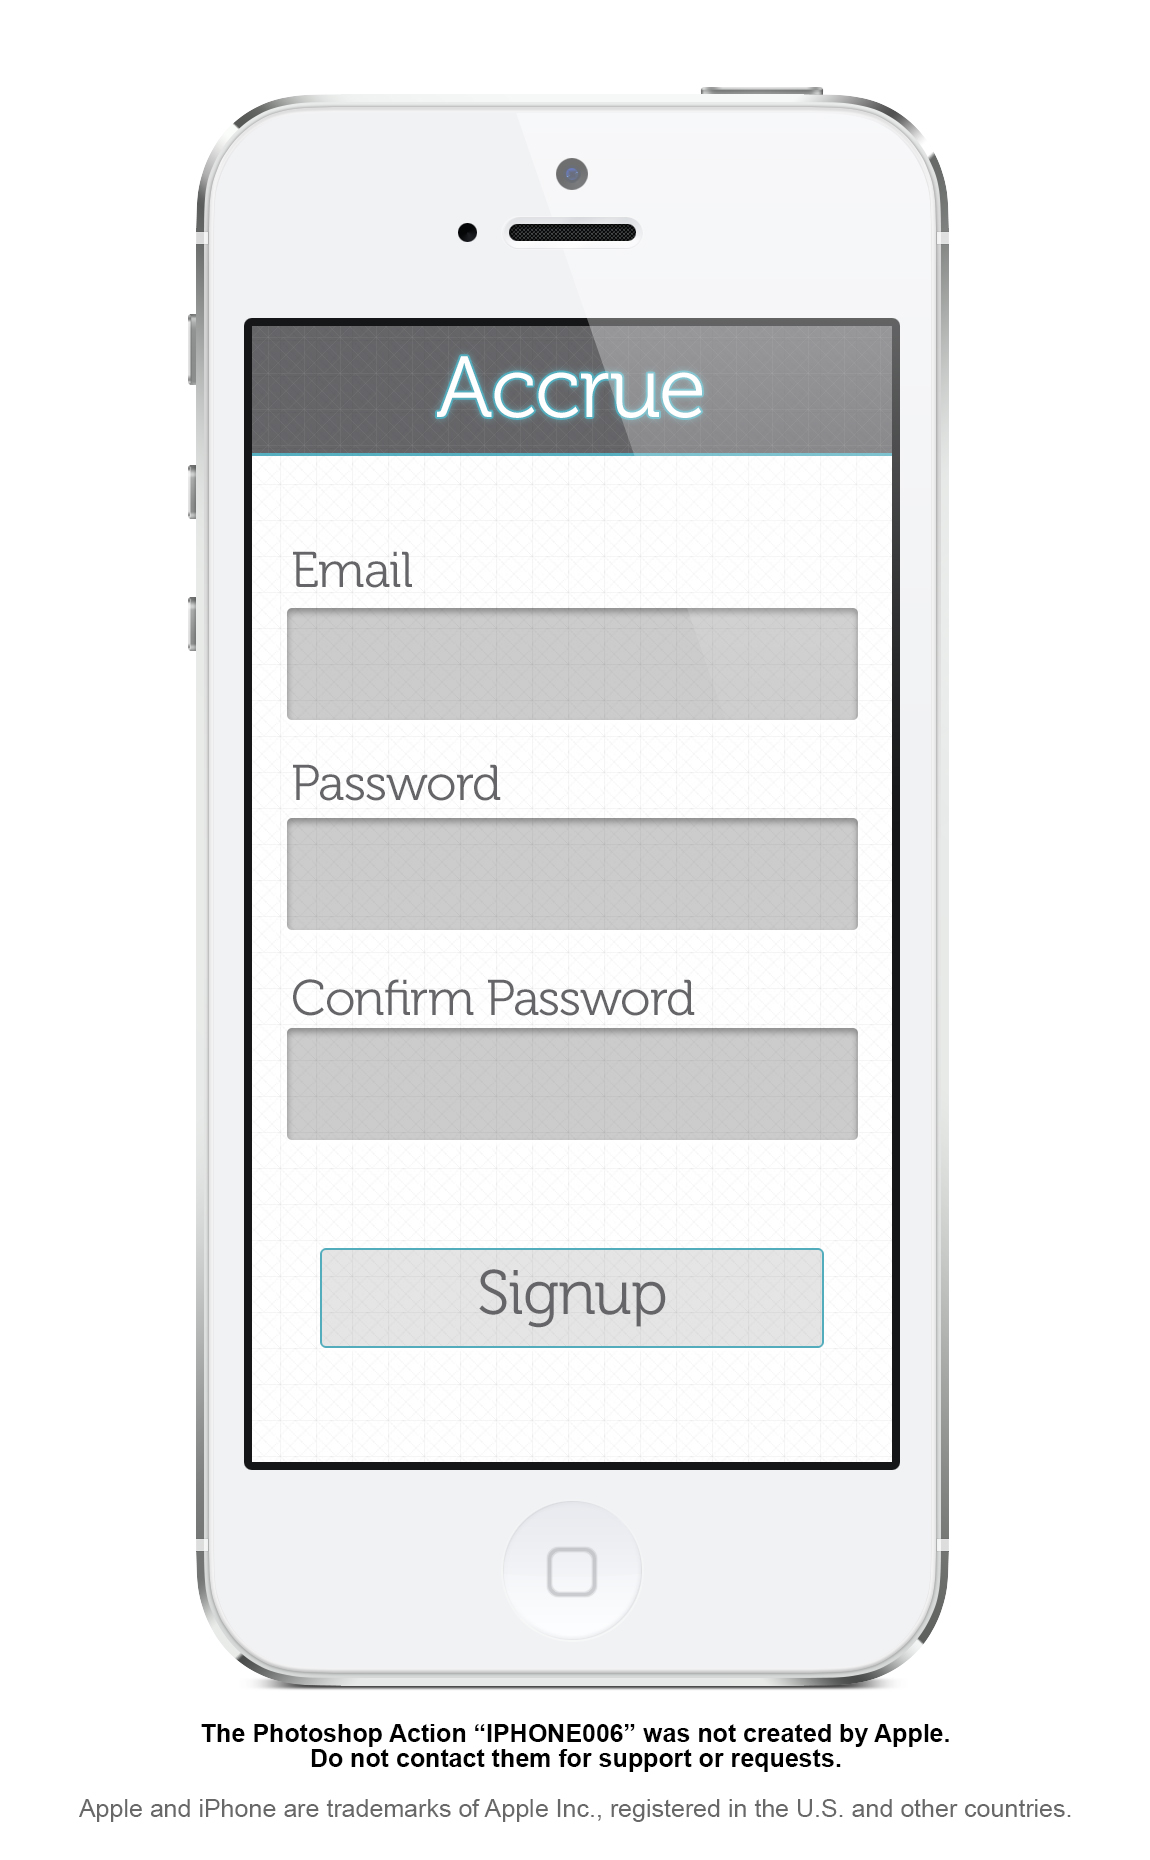 Accrue
Email
Password
Confirm Password
Signup
The Photoshop Action “IPHONE006” was not created by Apple.
Do not contact them for support or requests.
Apple and iPhone are trademarks of Apple Inc., registered in the U.S. and other countries.